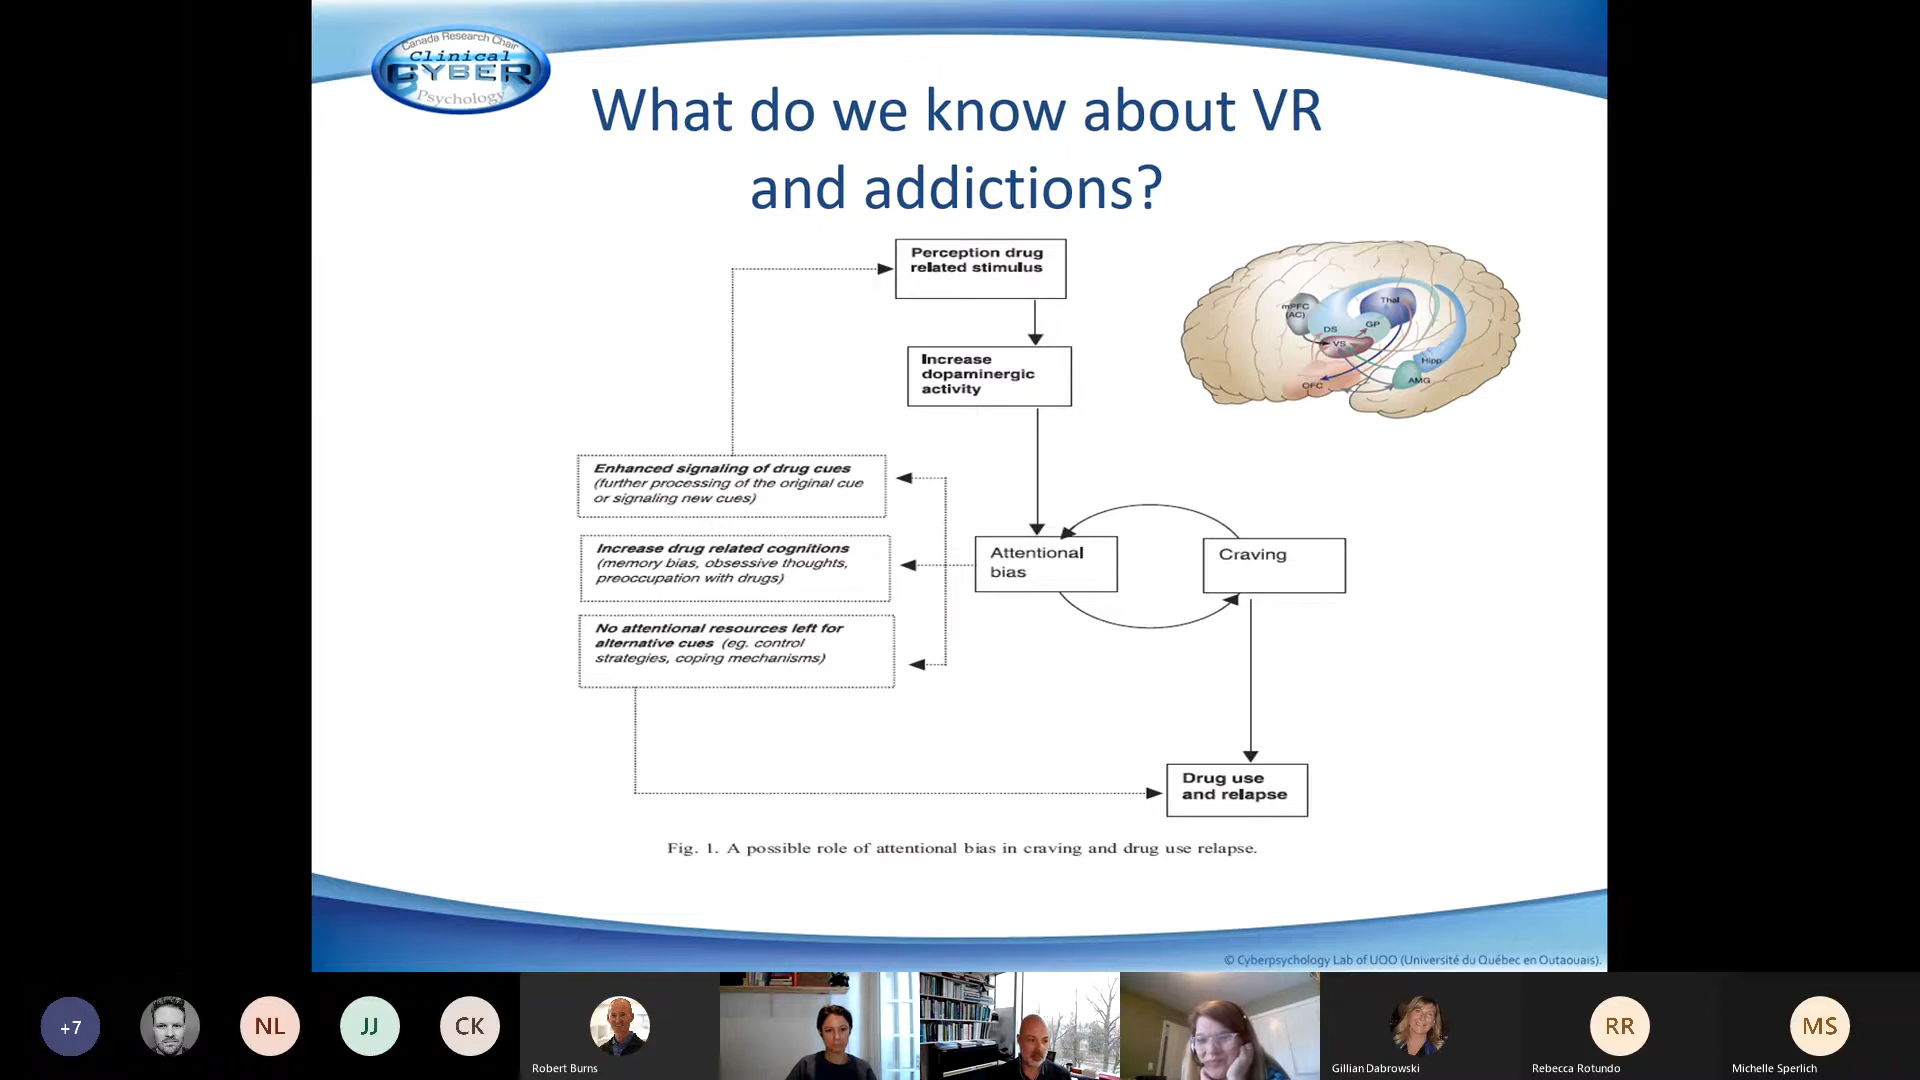 Canada Research Chair
Clinical
CYBER
Psychology
What do we know about VR
and addictions?
Perception drug
related stimulus
Increase
dopaminergic
activity
mPFC
(AC)
Thal
DS
GP
VS
Hipp
OFC
AMG
Enhanced signaling of drug cues
(further processing of the original cue
or signaling new cues)
Increase drug related cognitions
(memory bias, obsessive thoughts,
preoccupation with drugs)
No attentional resources left for
alternative cues (eg. control
strategies, coping mechanisms)
Attentional
bias
Craving
Drug use
and relapse
Fig. 1. A possible role of attentional bias in craving and drug use relapse.
© Cyberpsychology Lab of UQO (Université du Québec en Outaouais).
+7
NL
JJ
CK
RR
MS
Robert Burns
Gillian Dabrowski
Rebecca Rotundo
Michelle Sperlich